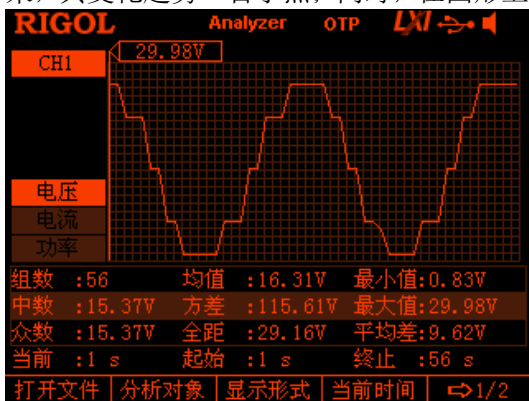 RIGOL Analyzer OTP LXI
CH1
29.98V
电压
电流
功率
组数 :56 均值 :16.31V 最小值:0.83V
中数 :15.37V 方差 :115.61V 最大值:29.98V
众数 :15.37V 全距 :29.16V 平均差:9.62V
当前 :1 s 起始 :1 s 终止 :56 s
打开文件 分析对象 显示形式 当前时间 1/2